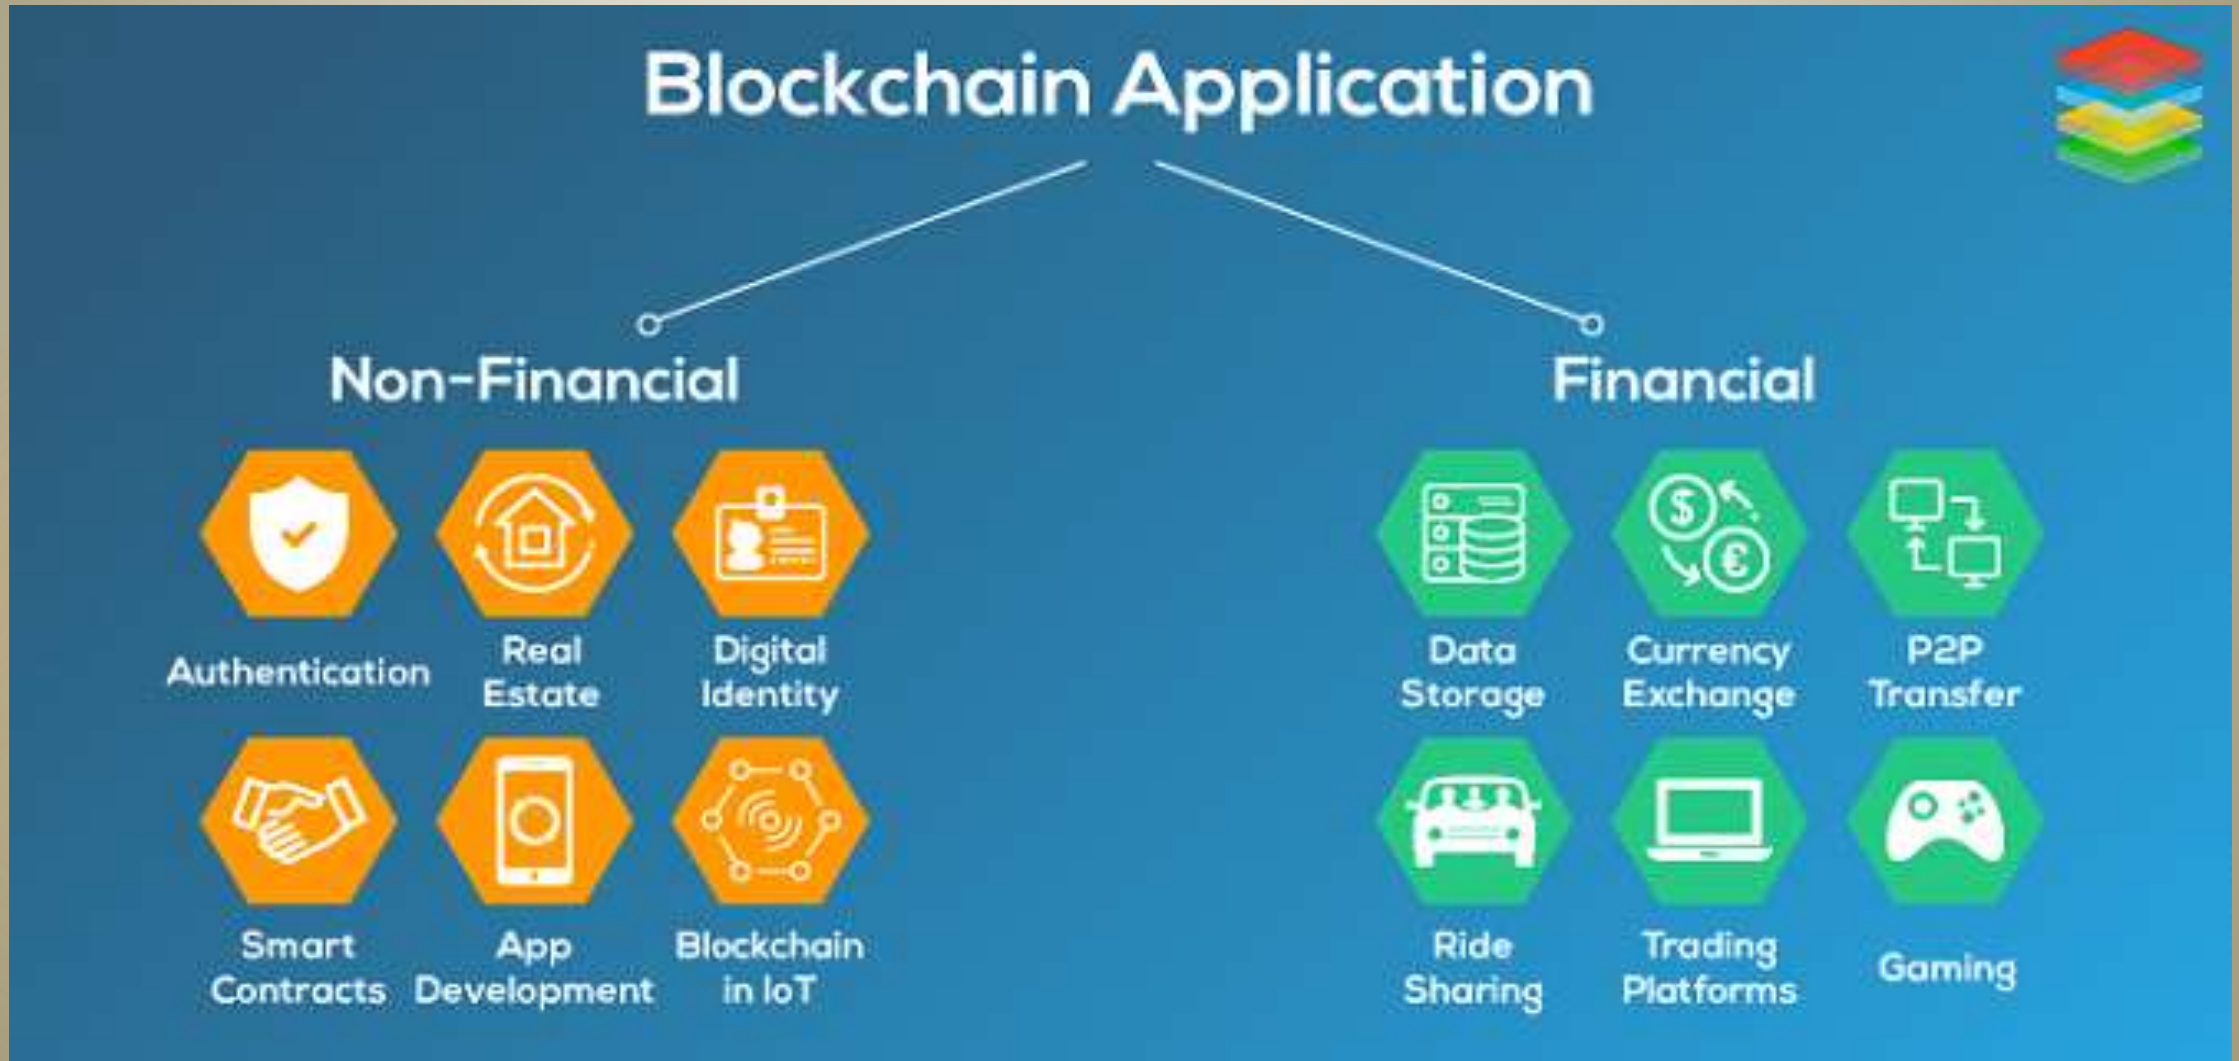 Blockchain Application
Non-Financial
Financial
Authentication
Real
Estate
Digital
Identity
Smart
Contracts
App
Development
Blockchain
in IoT
Data
Storage
Currency
Exchange
P2P
Transfer
Ride
Sharing
Trading
Platforms
Gaming